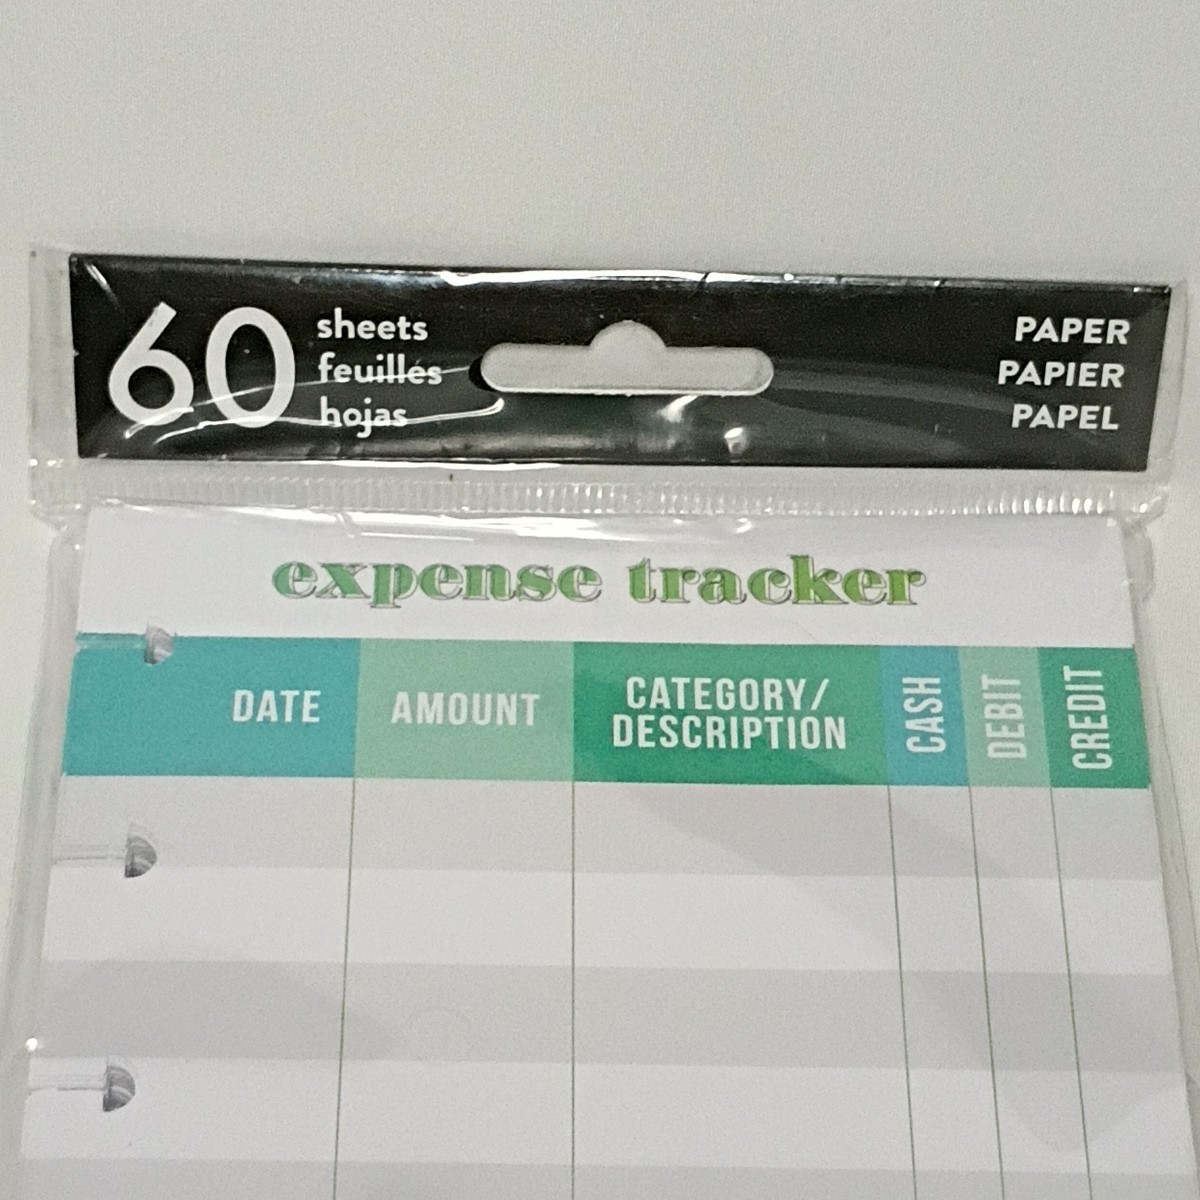 60
sheets
feuilles
hojas
PAPER
PAPIER
PAPEL
expense tracker
DATE
AMOUNT
CATEGORY/
DESCRIPTION
CASH
DEBIT
CREDIT